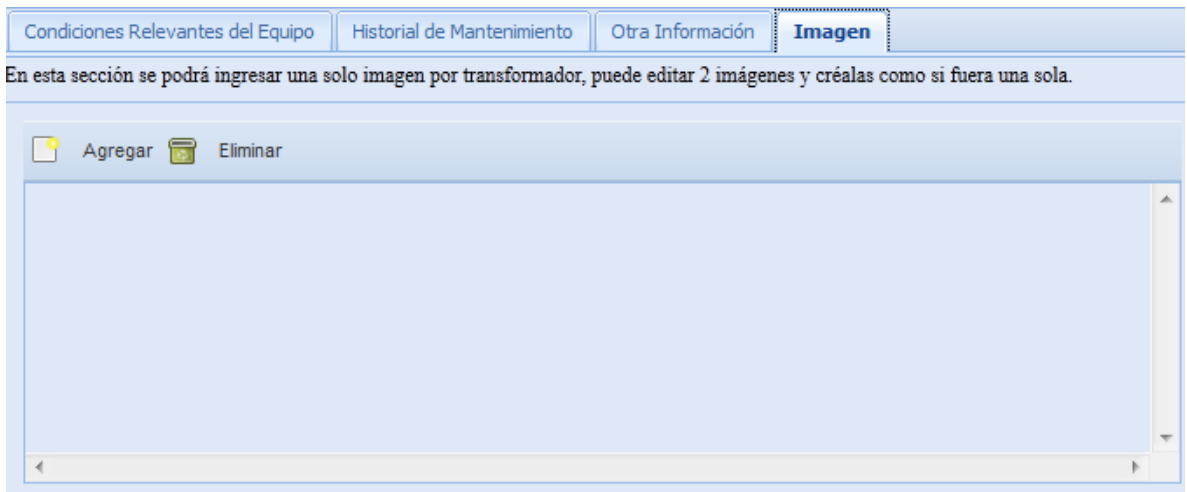 Condiciones Relevantes del Equipo Historial de Mantenimiento Otra Información Imagen
En esta sección se podrá ingresar una solo imagen por transformador, puede editar 2 imágenes y créalas como si fuera una sola.
Agregar Eliminar